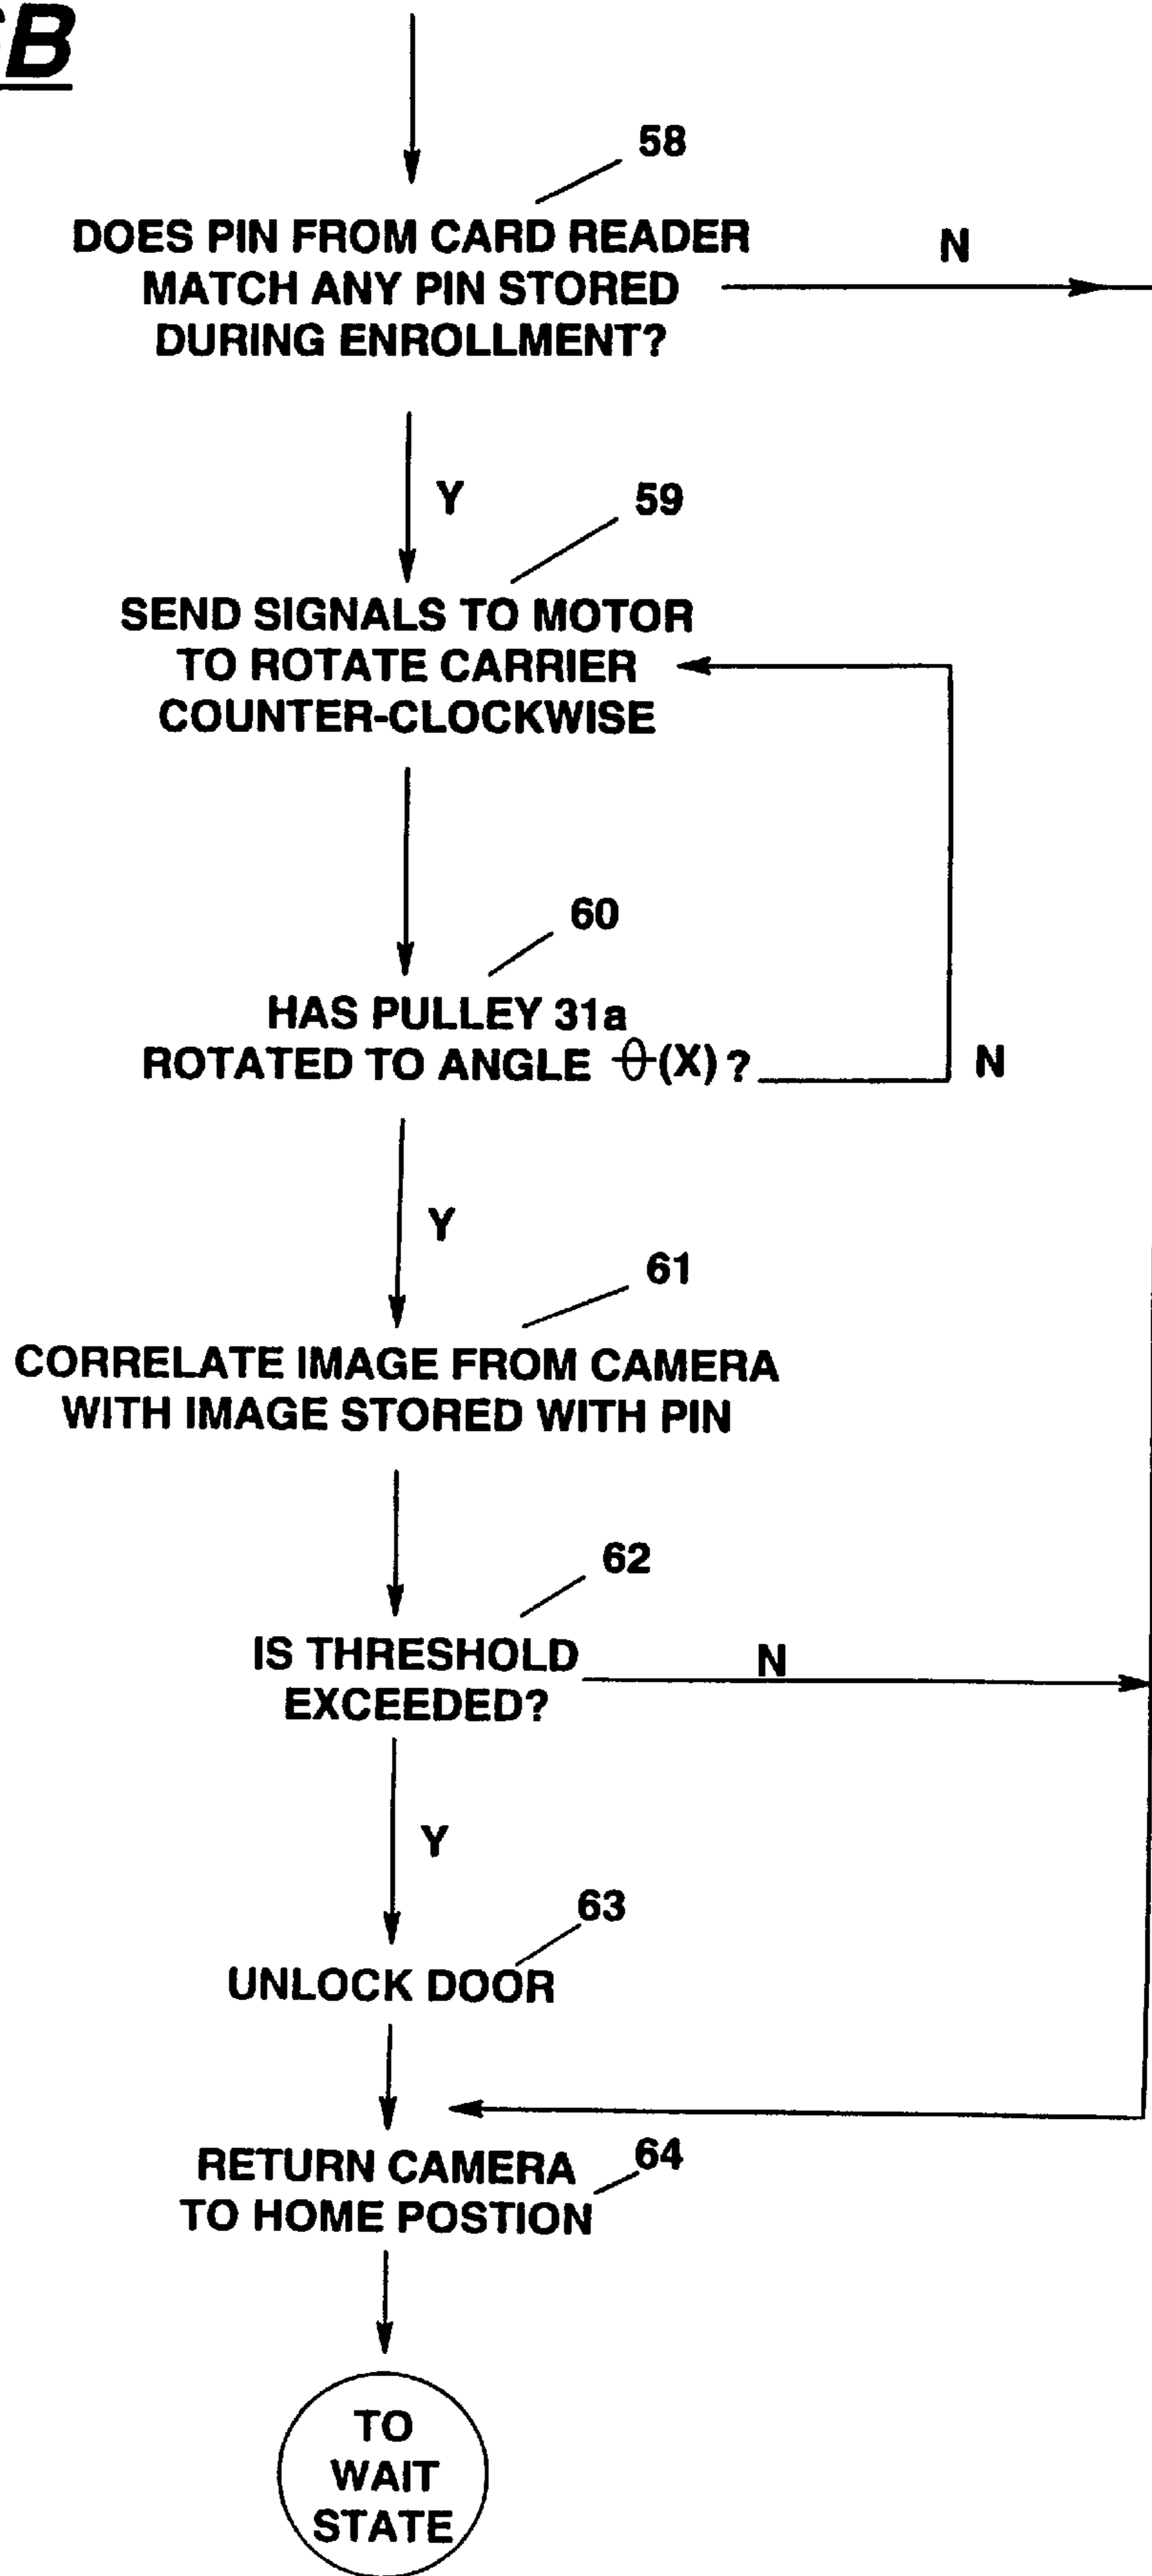 B
58
DOES PIN FROM CARD READER
N
MATCH ANY PIN STORED
DURING ENROLLMENT?
Y
59
SEND SIGNALS TO MOTOR
TO ROTATE CARRIER
COUNTER-CLOCKWISE
60
HAS PULLEY 31a
ROTATED TO ANGLE θ(X)?
N
Y
61
CORRELATE IMAGE FROM CAMERA
WITH IMAGE STORED WITH PIN
62
IS THRESHOLD
N
EXCEEDED?
Y
63
UNLOCK DOOR
RETURN CAMERA
64
TO HOME POSTION
TO
WAIT
STATE